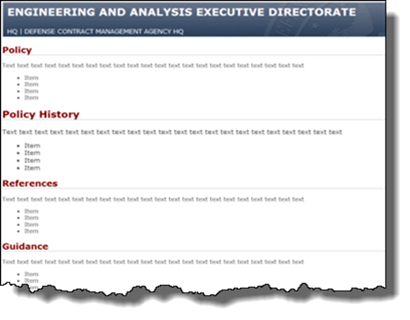 ENGINEERING AND ANALYSIS EXECUTIVE DIRECTORATE
HQ | DEFENSE CONTRACT MANAGEMENT AGENCY HQ
Policy
Text text text text text text text text text text text text text text text text text text text text
Item
Item
Item
Item
Policy History
Text text text text text text text text text text text text text text text text text text text text
Item
Item
Item
Item
References
Text text text text text text text text text text text text text text text text text text text text
Item
Item
Item
Item
Guidance
Text text text text text text text text text text text text text text text text text text text text
Item
Item